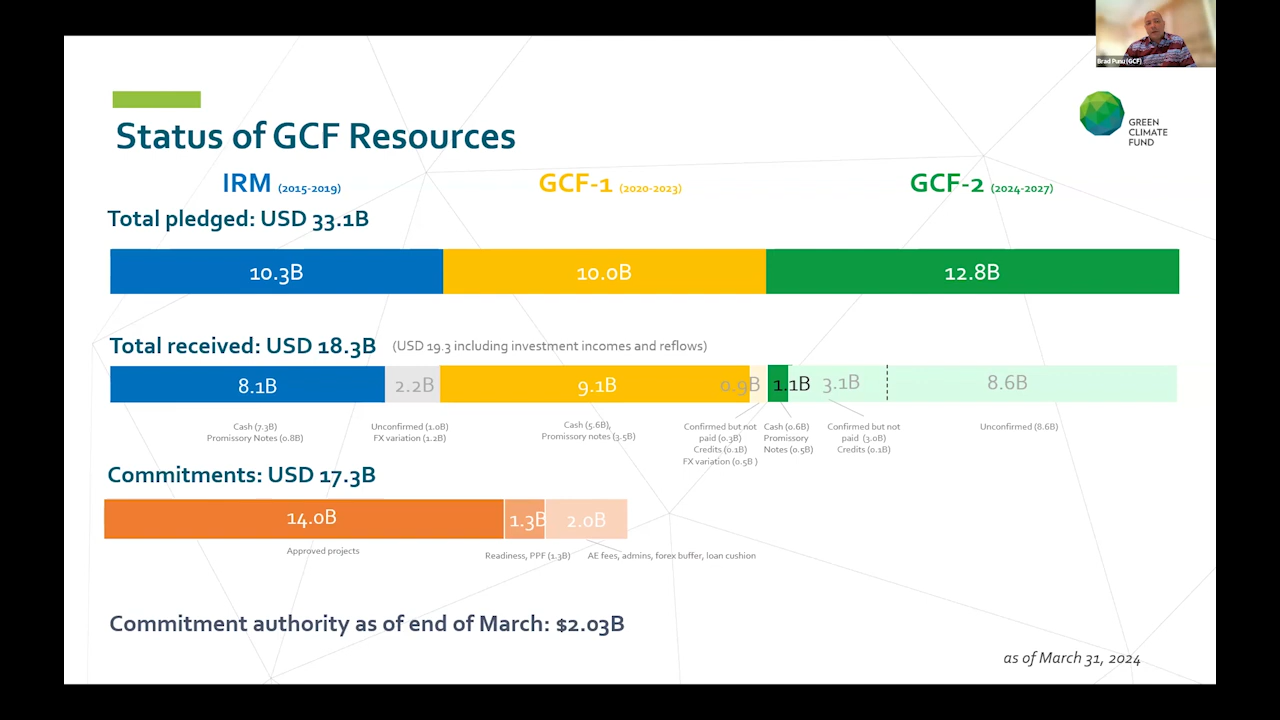 Brad Punu (GCF)
GREEN
CLIMATE
FUND
Status of GCF Resources
IRM (2015-2019)
GCF-1 (2020-2023)
GCF-2 (2024-2027)
Total pledged: USD 33.1B
10.3B
10.0B
12.8B
Total received: USD 18.3B (USD 19.3 including investment incomes and reflows)
8.1B
2.2B
9.1B
0.9B
1.1B
3.1B
8.6B
Cash (7.3B)
Promissory Notes (0.8B)
Unconfirmed (1.0B)
FX variation (1.2B)
Cash (5.6B),
Promissory notes (3.5B)
Confirmed but not
paid (0.3B)
Credits (0.1B)
FX variation (0.5B )
Cash (0.6B)
Promissory
Notes (0.5B)
Confirmed but not
paid (3.0B)
Credits (0.1B)
Unconfirmed (8.6B)
Commitments: USD 17.3B
14.0B
1.3B
2.0B
Approved projects
Readiness, PPF (1.3B)
AE fees, admins, forex buffer, loan cushion
Commitment authority as of end of March: $2.03B
as of March 31, 2024